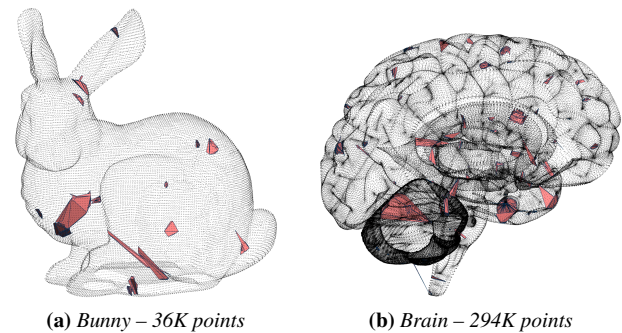 (a) Bunny – 36K points
(b) Brain – 294K points